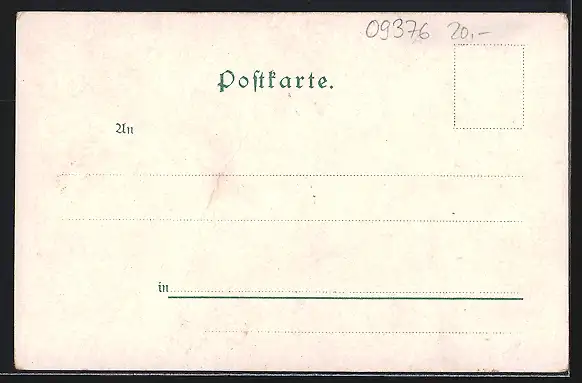 09376 20,-
Postkarte.
An
in